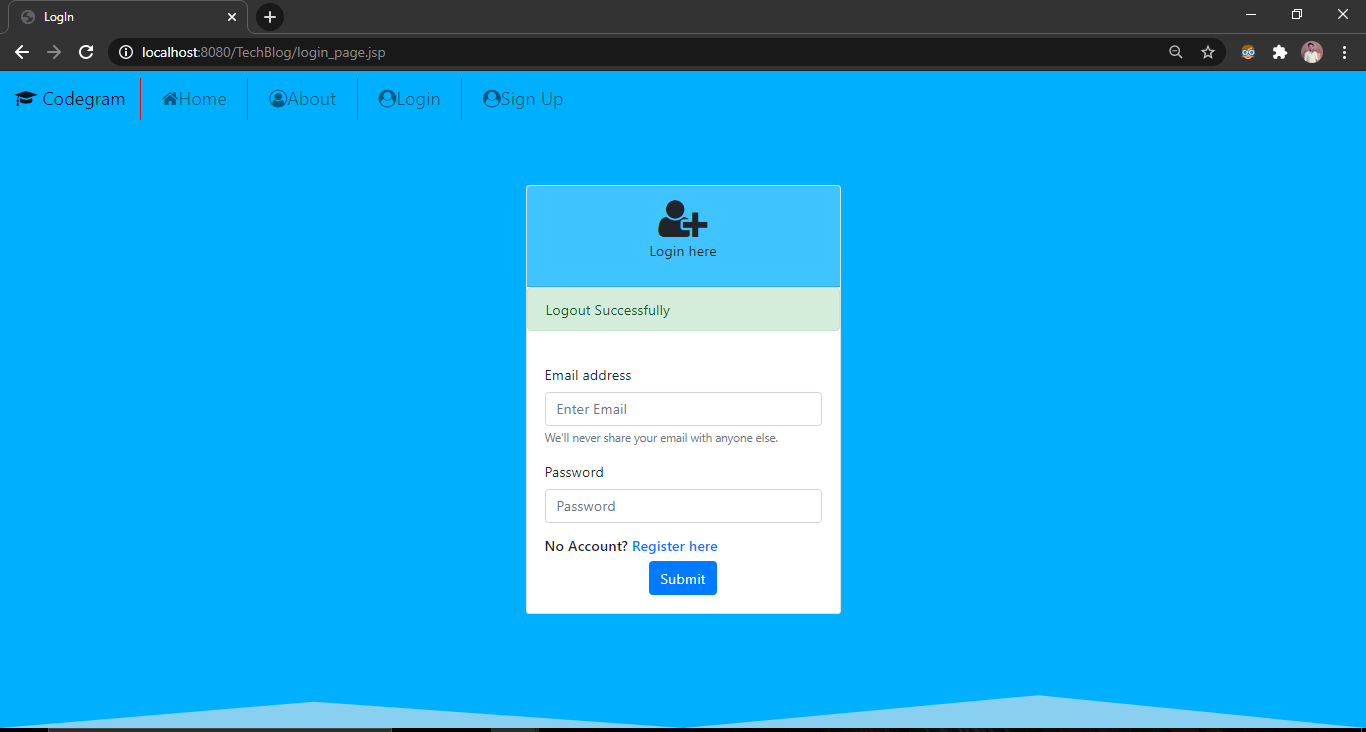 LogIn
localhost:8080/TechBlog/login_page.jsp
Codegram Home About Login Sign Up
Login here
Logout Successfully
Email address
Enter Email
We'll never share your email with anyone else.
Password
Password
No Account? Register here
Submit